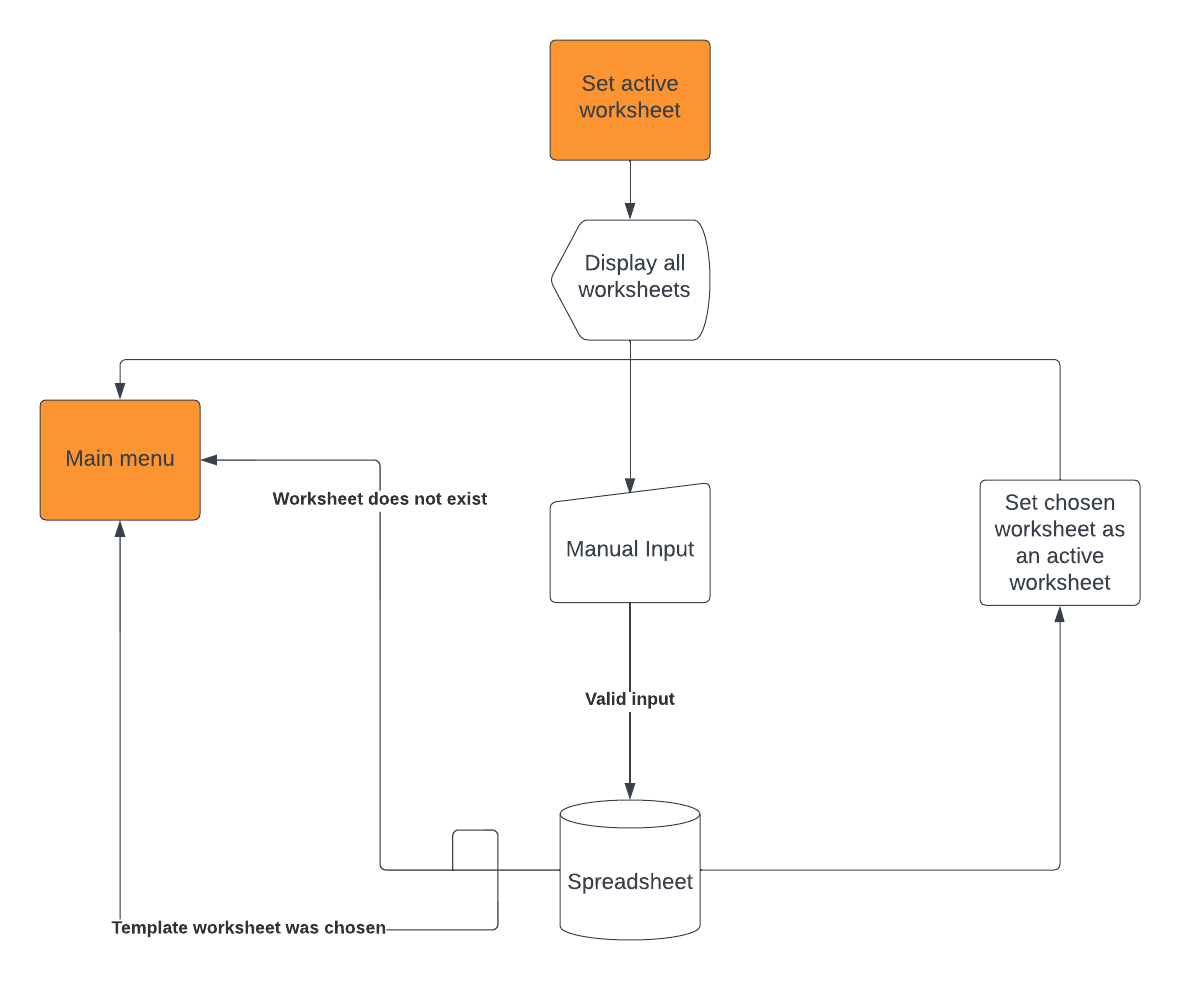 Set active
worksheet
Display all
worksheets
Main menu
Worksheet does not exist
Manual Input
Set chosen
worksheet as
an active
worksheet
Valid input
Spreadsheet
Template worksheet was chosen